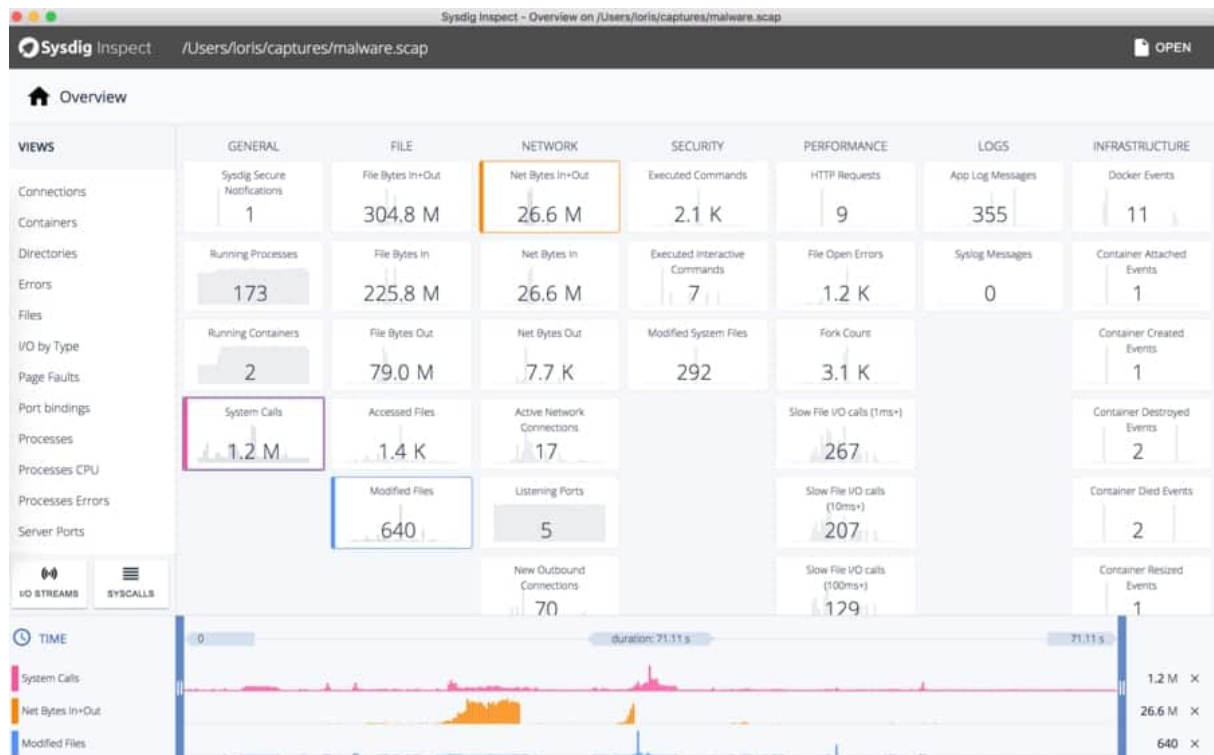 Sysdig Inspect - Overview on /Users/loris/captures/malware.scap
Sysdig Inspect /Users/loris/captures/malware.scap OPEN
Overview
VIEWS
Connections
Containers
Directories
Errors
Files
I/O by Type
Page Faults
Port bindings
Processes
Processes CPU
Processes Errors
Server Ports
I/O STREAMS SYSCALLS
GENERAL
Sysdig Secure
Notifications
1
Running Processes
173
Running Containers
2
System Calls
1.2 M
FILE
File Bytes In+Out
304.8 M
File Bytes In
225.8 M
File Bytes Out
79.0 M
Accessed Files
1.4 K
Modified Files
640
NETWORK
Net Bytes In+Out
26.6 M
Net Bytes In
26.6 M
Net Bytes Out
7.7 K
Active Network
Connections
17
Listening Ports
5
New Outbound
Connections
70
SECURITY
Executed Commands
2.1 K
Executed Interactive
Commands
7
Modified System Files
292
PERFORMANCE
HTTP Requests
9
File Open Errors
1.2 K
Fork Count
3.1 K
Slow File I/O calls (1ms+)
267
Slow File I/O calls
(10ms+)
207
Slow File I/O calls
(100ms+)
129
LOGS
App Log Messages
355
Syslog Messages
0
INFRASTRUCTURE
Docker Events
11
Container Attached
Events
1
Container Created
Events
1
Container Destroyed
Events
2
Container Died Events
2
Container Resized
Events
1
TIME 0 duration: 71.11 s 71.11 s
System Calls 1.2 M ×
Net Bytes In+Out 26.6 M ×
Modified Files 640 ×